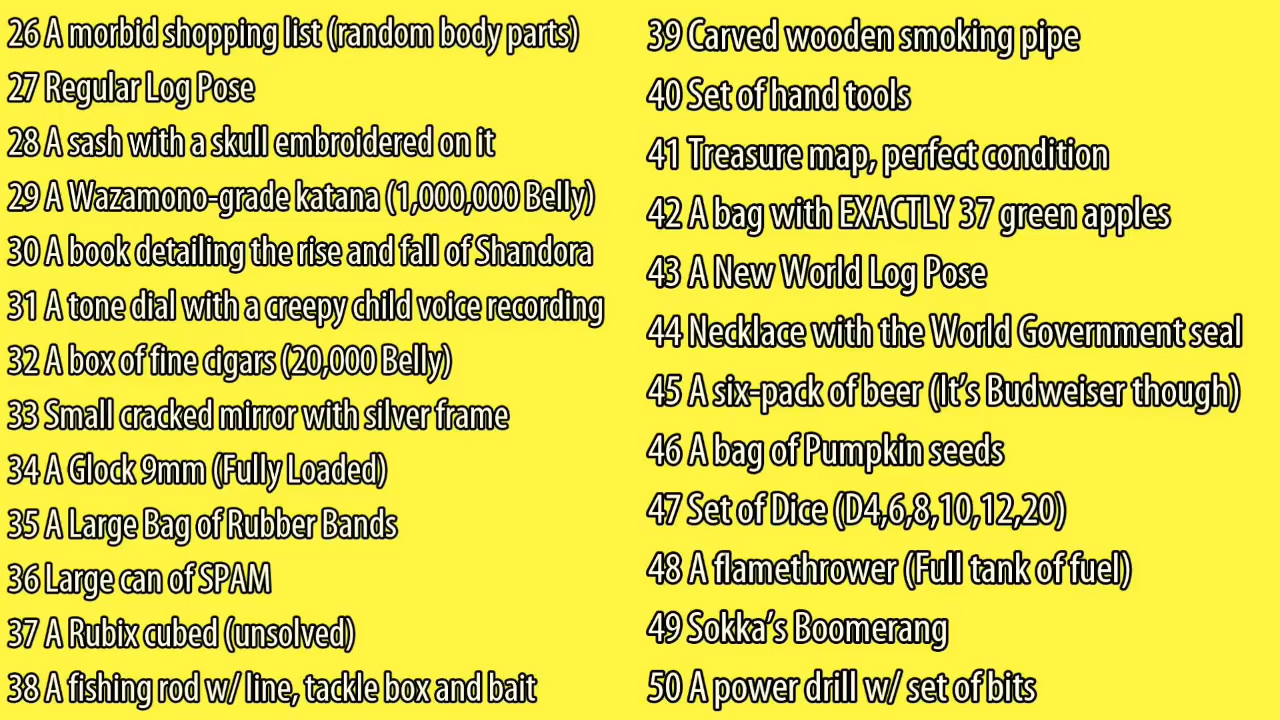 26 A morbid shopping list (random body parts)
27 Regular Log Pose
28 A sash with a skull embroidered on it
29 A Wazamono-grade katana (1,000,000 Belly)
30 A book detailing the rise and fall of Shandora
31 A tone dial with a creepy child voice recording
32 A box of fine cigars (20,000 Belly)
33 Small cracked mirror with silver frame
34 A Glock 9mm (Fully Loaded)
35 A Large Bag of Rubber Bands
36 Large can of SPAM
37 A Rubix cubed (unsolved)
38 A fishing rod w/ line, tackle box and bait
39 Carved wooden smoking pipe
40 Set of hand tools
41 Treasure map, perfect condition
42 A bag with EXACTLY 37 green apples
43 A New World Log Pose
44 Necklace with the World Government seal
45 A six-pack of beer (It’s Budweiser though)
46 A bag of Pumpkin seeds
47 Set of Dice (D4,6,8,10,12,20)
48 A flamethrower (Full tank of fuel)
49 Sokka’s Boomerang
50 A power drill w/ set of bits